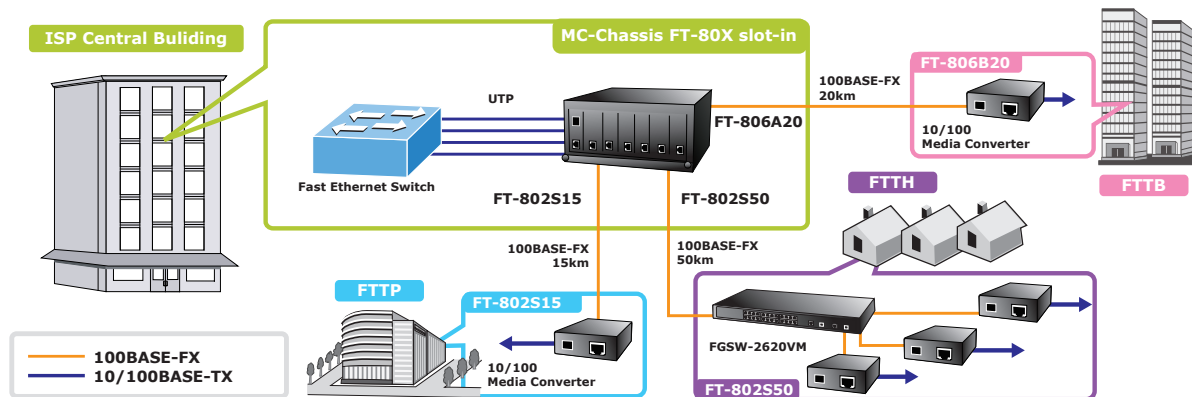 ISP Central Buliding
MC-Chassis FT-80X slot-in
UTP
Fast Ethernet Switch
FT-806A20
FT-802S15
FT-802S50
100BASE-FX
20km
FT-806B20
10/100
Media Converter
FTTB
100BASE-FX
15km
100BASE-FX
50km
FTTH
FTTP
FT-802S15
10/100
Media Converter
FGSW-2620VM
FT-802S50
100BASE-FX
10/100BASE-TX